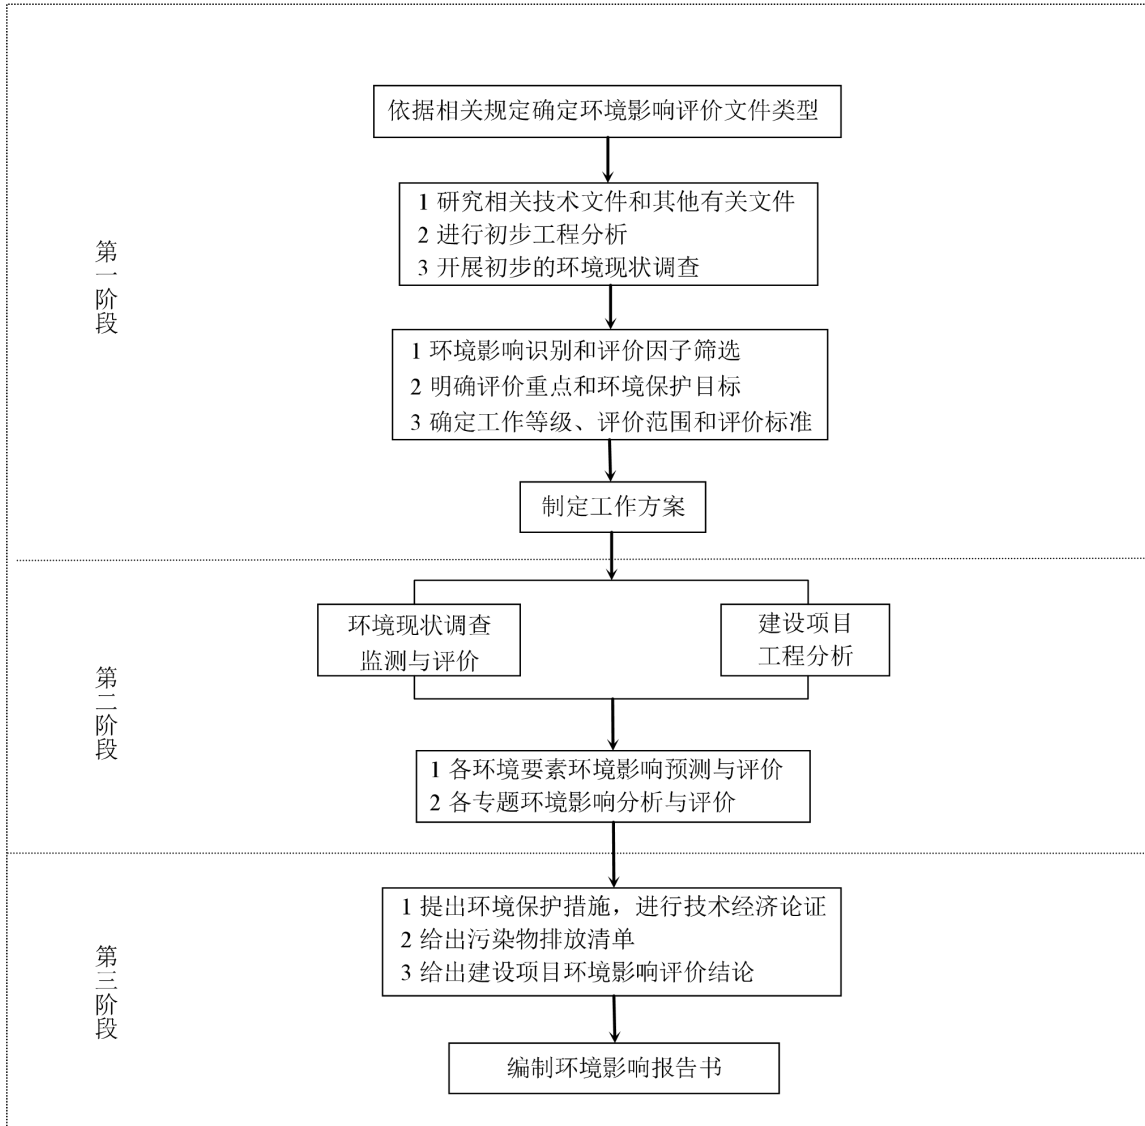 依据相关规定确定环境影响评价文件类型
1 研究相关技术文件和其他有关文件
2 进行初步工程分析
3 开展初步的环境现状调查
第一阶段
1 环境影响识别和评价因子筛选
2 明确评价重点和环境保护目标
3 确定工作等级、评价范围和评价标准
制定工作方案
环境现状调查
监测与评价
建设项目
工程分析
第二阶段
1 各环境要素环境影响预测与评价
2 各专题环境影响分析与评价
1 提出环境保护措施，进行技术经济论证
2 给出污染物排放清单
3 给出建设项目环境影响评价结论
第三阶段
编制环境影响报告书